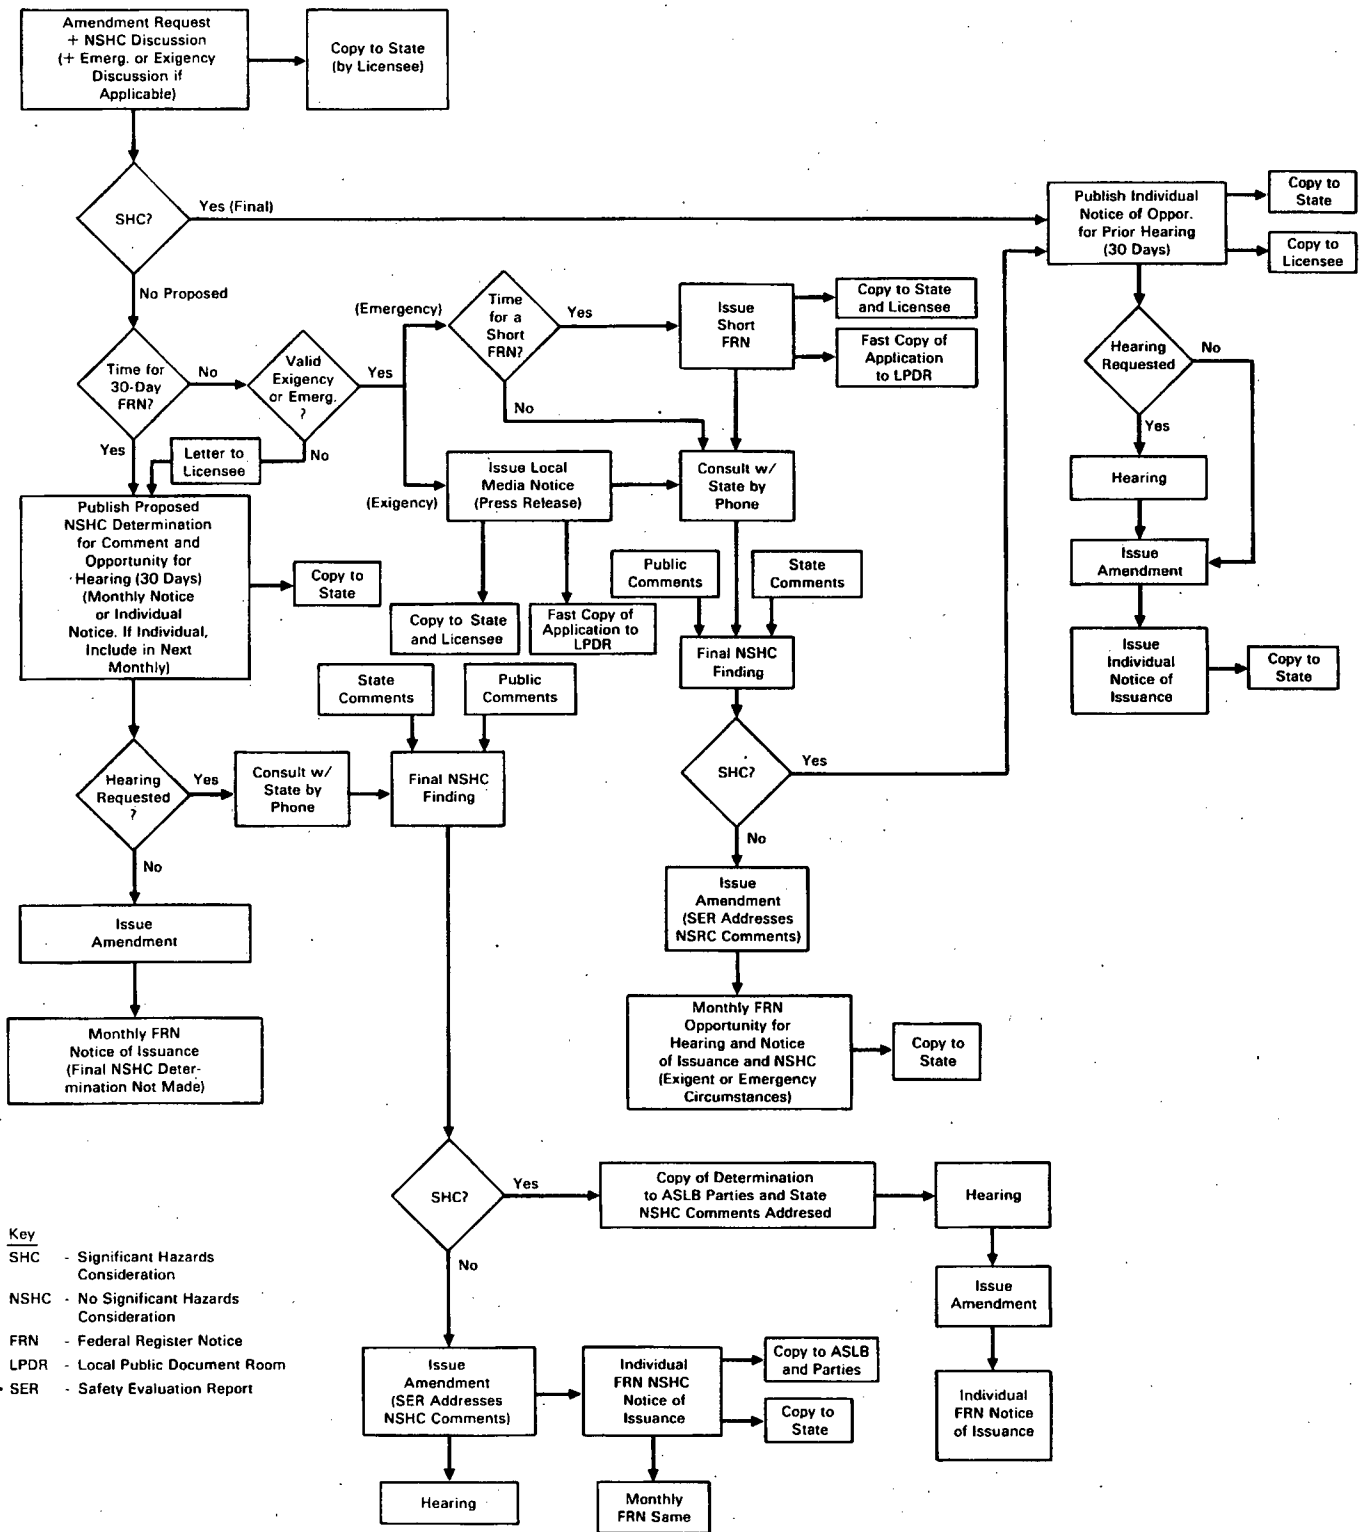 Amendment Request
+ NSHC Discussion
(+ Emerg. or Exigency
Discussion if
Applicable)
Copy to State
(by Licensee)
SHC?
Yes (Final)
Publish Individual
Notice of Oppor.
for Prior Hearing
(30 Days)
Copy to
State
Copy to
Licensee
No Proposed
Time for
30-Day
FRN?
No
Valid
Exigency
or Emerg.
?
Yes
(Emergency)
Time
for a
Short
FRN?
Yes
Issue
Short
FRN
Copy to State
and Licensee
Fast Copy of
Application
to LPDR
Hearing
Requested
No
Yes
No
Yes
Letter to
Licensee
No
(Exigency)
Issue Local
Media Notice
(Press Release)
Consult w/
State by
Phone
Hearing
Publish Proposed
NSHC Determination
for Comment and
Opportunity for
Hearing (30 Days)
(Monthly Notice
or Individual
Notice. If Individual,
Include in Next
Monthly)
Copy to
State
Copy to State
and Licensee
Fast Copy of
Application to
LPDR
Public
Comments
State
Comments
Issue
Amendment
Final NSHC
Finding
Issue
Individual
Notice of
Issuance
Copy to
State
State
Comments
Public
Comments
Hearing
Requested
?
Yes
Consult w/
State by
Phone
Final NSHC
Finding
SHC?
Yes
No
No
Issue
Amendment
Issue
Amendment
(SER Addresses
NSRC Comments)
Monthly FRN
Notice of Issuance
(Final NSHC Deter-
mination Not Made)
Monthly FRN
Opportunity for
Hearing and Notice
of Issuance and NSHC
(Exigent or Emergency
Circumstances)
Copy to
State
SHC?
Yes
Copy of Determination
to ASLB Parties and State
NSHC Comments Addresed
Hearing
No
Issue
Amendment
Individual
FRN Notice
of Issuance
Issue
Amendment
(SER Addresses
NSHC Comments)
Individual
FRN NSHC
Notice of
Issuance
Copy to ASLB
and Parties
Copy to
State
Hearing
Monthly
FRN Same
Key
SHC - Significant Hazards
Consideration
NSHC - No Significant Hazards
Consideration
FRN - Federal Register Notice
LPDR - Local Public Document Room
SER - Safety Evaluation Report